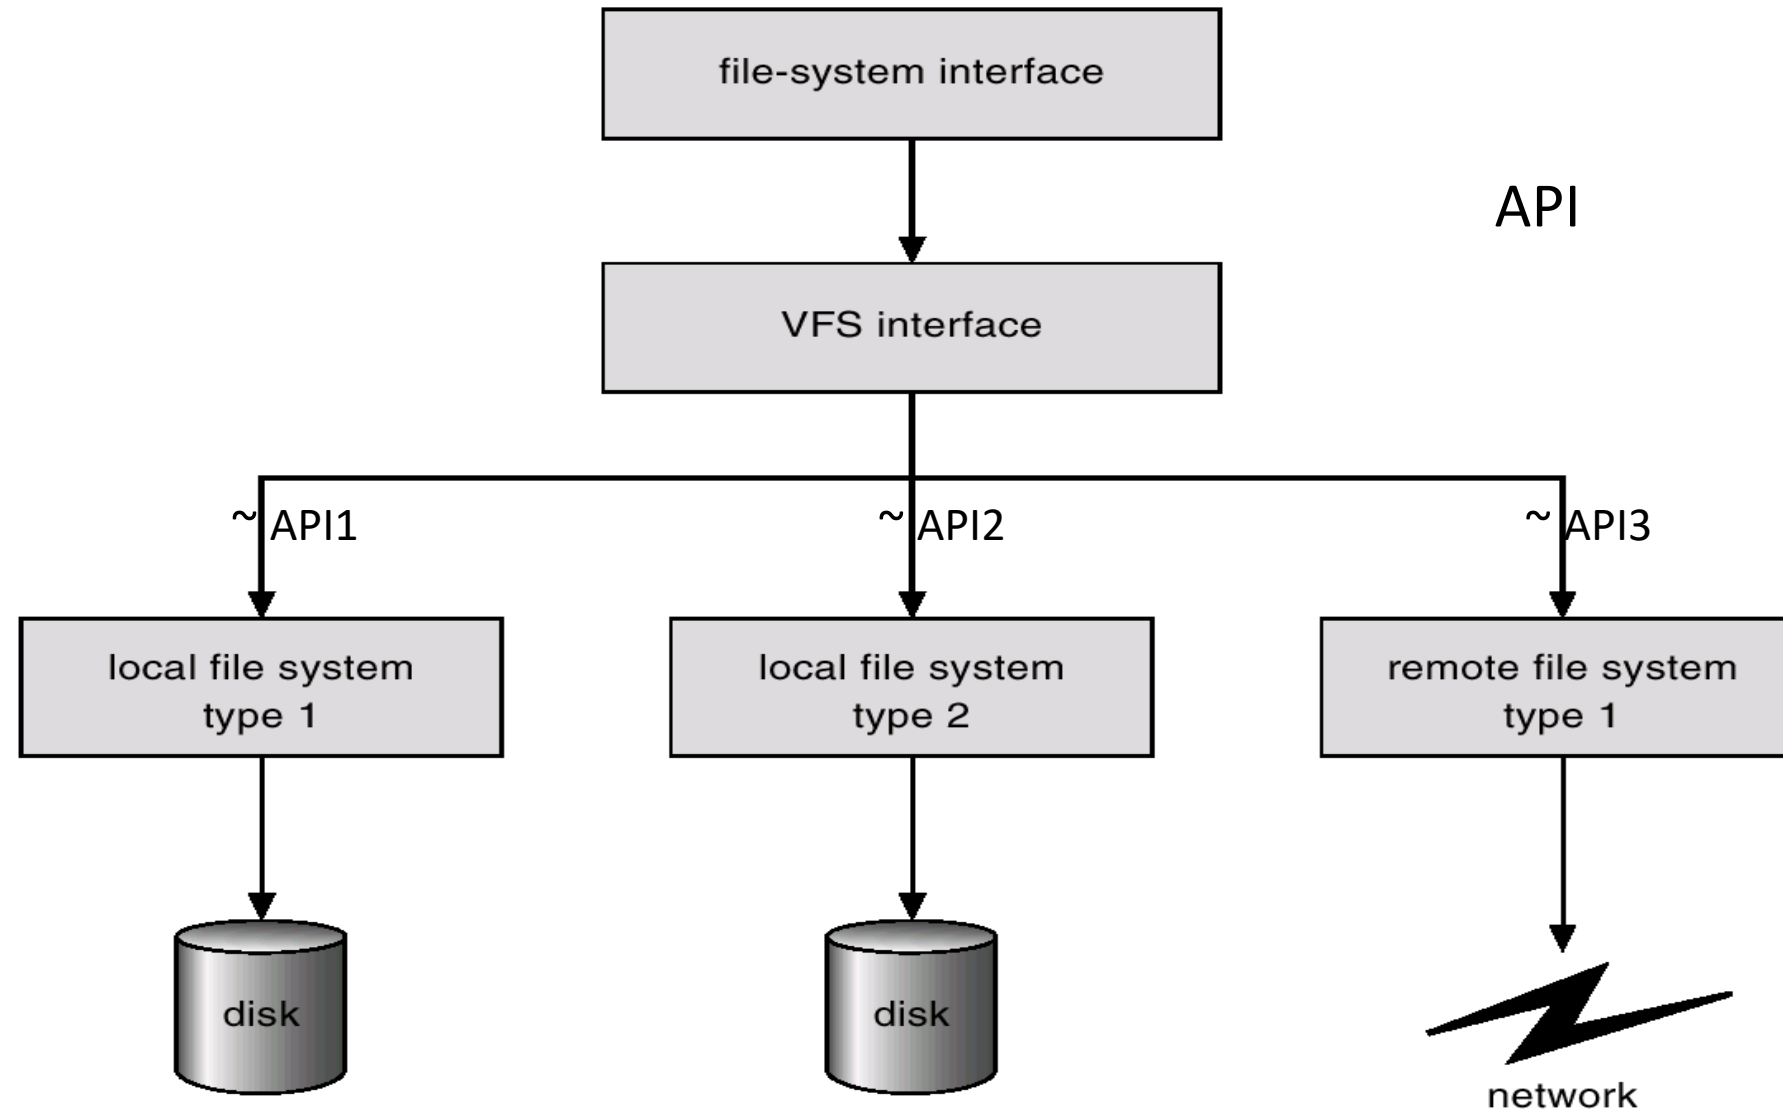 file-system interface
API
VFS interface
~ API1
~ API2
~ API3
local file system
type 1
local file system
type 2
remote file system
type 1
disk
disk
network